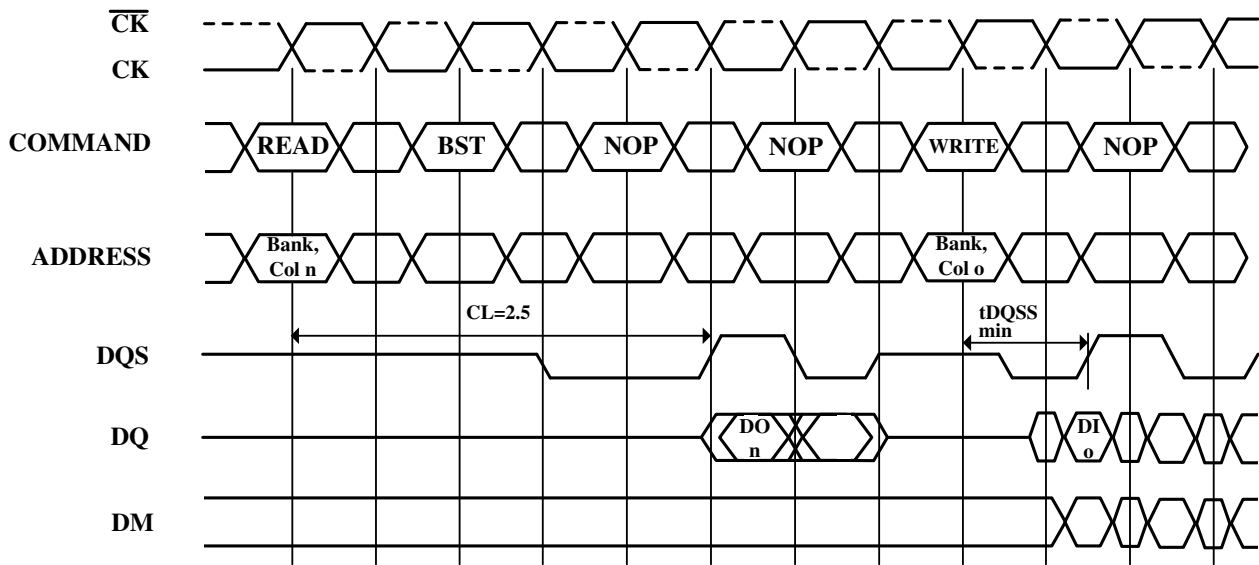 CK
CK
COMMAND
READ
BST
NOP
NOP
WRITE
NOP
ADDRESS
Bank,
Col n
Bank,
Col o
CL=2.5
tDQSS
min
DQS
DQ
DO
n
DI
o
DM